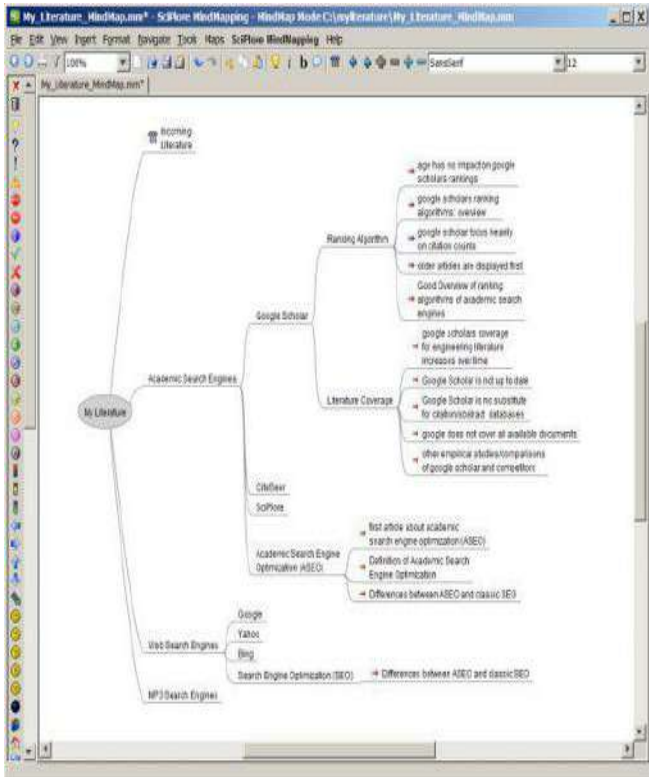 My_Literature_MindMap.mm* - SciPlore MindMapping - MindMap Mode C:\myliterature\My_Literature_MindMap.mm
File Edit View Insert Format Navigate Tools Maps SciPlore MindMapping Help
100%
SansSerif
12
My_Literature_MindMap.mm*
Incoming
Literature
age has no impact on google
scholars rankings
google scholars ranking
algorithms: overview
Ranking Algorithm
google scholar focus heavily
on citation counts
older articles are displayed first
Good Overview of ranking
algorithms of academic search
engines
Google Scholar
google scholars coverage
for engineering literature
increases over time
Academic Search Engines
Google Scholar is not up to date
Literature Coverage
Google Scholar is no substitute
for citation/abstract databases
My Literature
google does not cover all available documents
other empirical studies/comparisons
of google scholar and competitors
CiteSeer
SciPlore
first article about academic
search engine optimization (ASEO)
Academic Search Engine
Optimization (ASEO)
Definition of Academic Search
Engine Optimization
Differences between ASEO and classic SEO
Google
Yahoo
Web Search Engines
Bing
Search Engine Optimization (SEO)
Differences between ASEO and classic SEO
MP3 Search Engines